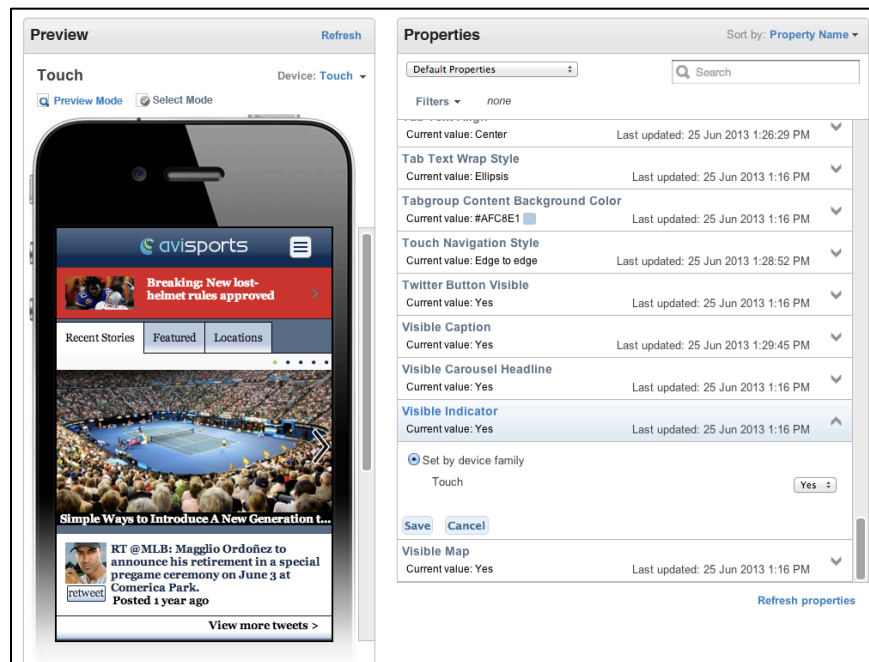 Preview
Refresh
Touch
Device: Touch
Preview Mode
Select Mode
avisports
Breaking: New lost-
helmet rules approved
Recent Stories
Featured
Locations
Simple Ways to Introduce A New Generation t...
RT @MLB: Magglio Ordoñez to
announce his retirement in a special
pregame ceremony on June 3 at
Comerica Park.
retweet
Posted 1 year ago
View more tweets >
Properties
Sort by: Property Name
Default Properties
Search
Filters
none
Current value: Center
Last updated: 25 Jun 2013 1:26:29 PM
Tab Text Wrap Style
Current value: Ellipsis
Last updated: 25 Jun 2013 1:16 PM
Tabgroup Content Background Color
Current value: #AFC8E1
Last updated: 25 Jun 2013 1:16 PM
Touch Navigation Style
Current value: Edge to edge
Last updated: 25 Jun 2013 1:28:52 PM
Twitter Button Visible
Current value: Yes
Last updated: 25 Jun 2013 1:16 PM
Visible Caption
Current value: Yes
Last updated: 25 Jun 2013 1:29:45 PM
Visible Carousel Headline
Current value: Yes
Last updated: 25 Jun 2013 1:16 PM
Visible Indicator
Current value: Yes
Last updated: 25 Jun 2013 1:16 PM
Set by device family
Touch
Yes
Save
Cancel
Visible Map
Current value: Yes
Last updated: 25 Jun 2013 1:16 PM
Refresh properties